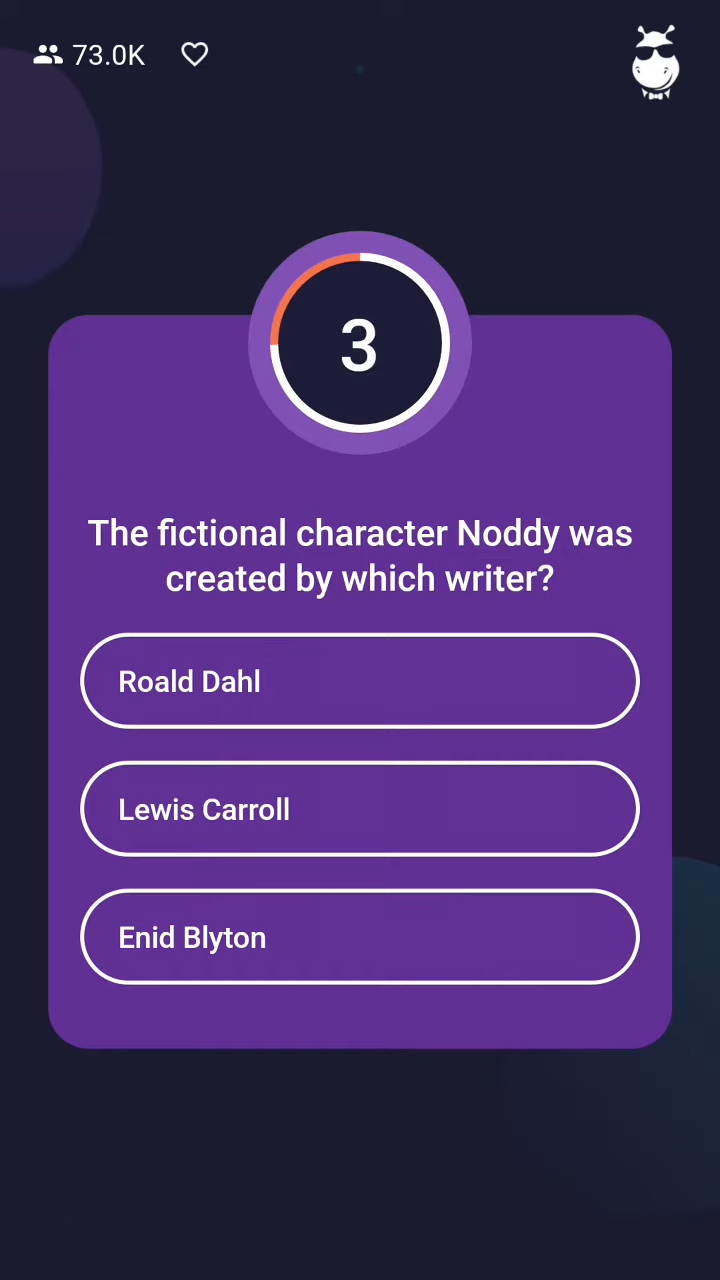 73.0K
3
The fictional character Noddy was
created by which writer?
Roald Dahl
Lewis Carroll
Enid Blyton